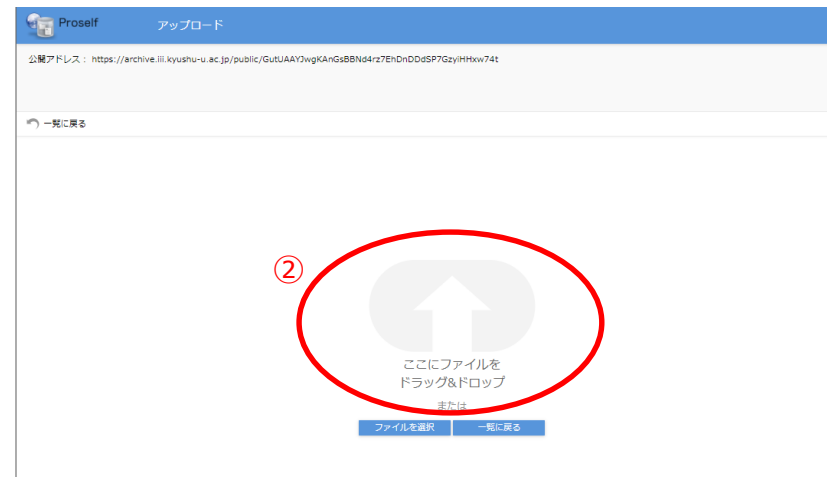 Proself
アップロード
公開アドレス： https://archive.iii.kyushu-u.ac.jp/public/GutUAAYJwgKAnGsBBNd4rz7EhDnDDdSP7GzyiHHxw74t
一覧に戻る
②
ここにファイルを
ドラッグ&ドロップ
または
ファイルを選択
一覧に戻る